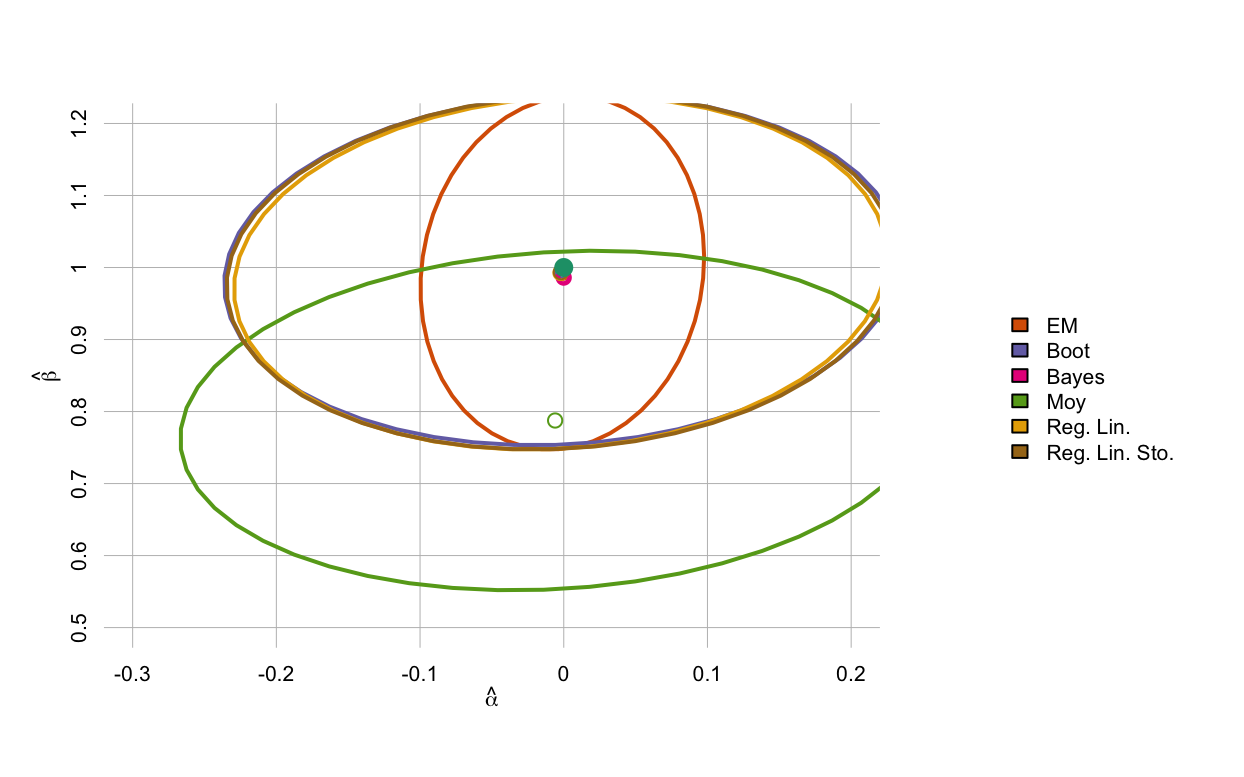 1.2
1.1
1
0.9
0.8
0.7
0.6
0.5
β̂
-0.3 -0.2 -0.1 0 0.1 0.2
α̂
EM
Boot
Bayes
Moy
Reg. Lin.
Reg. Lin. Sto.